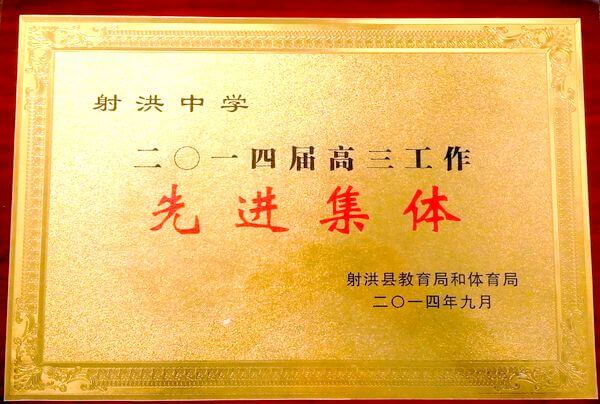 射洪中学
二〇一四届高三工作
先进集体
射洪县教育局和体育局
二〇一四年九月